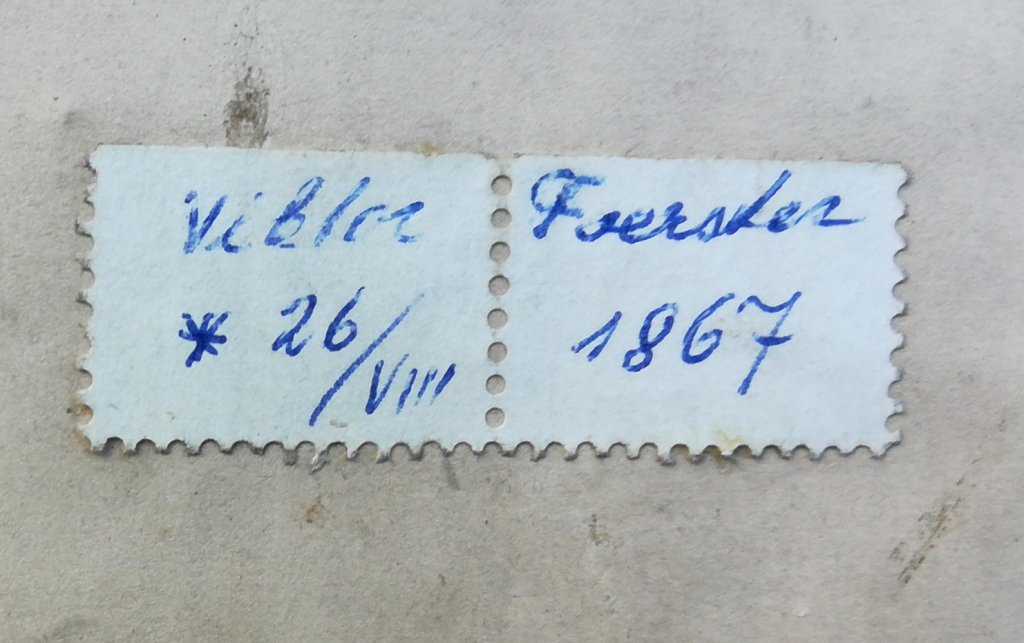 Viktor Foerster
* 26/VIII 1867